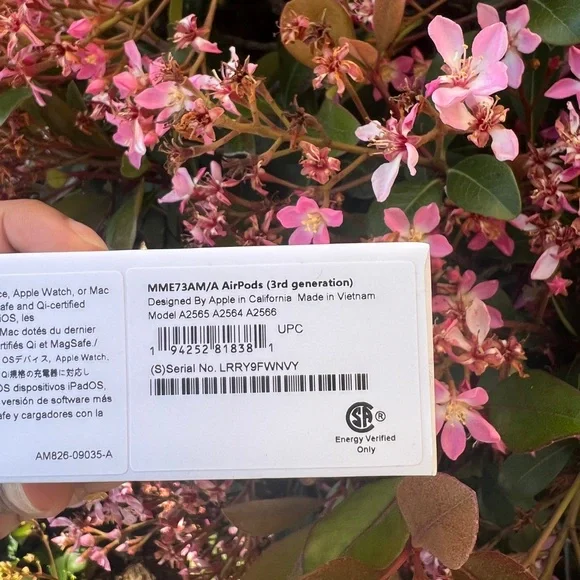 ce, Apple Watch, or Mac
safe and Qi-certified
iOS, les
Mac dotés du dernier
ertifiés Qi et MagSafe /
OSデバイス, Apple Watch,
Qi規格の充電器に対応し
OS dispositivos iPadOS,
versión de software más
afe y cargadores con la
AM826-09035-A
MME73AM/A AirPods (3rd generation)
Designed By Apple in California Made in Vietnam
Model A2565 A2564 A2566
UPC
1 94252 81838 1
(S)Serial No. LRRY9FWNVY
SA ®
Energy Verified
Only